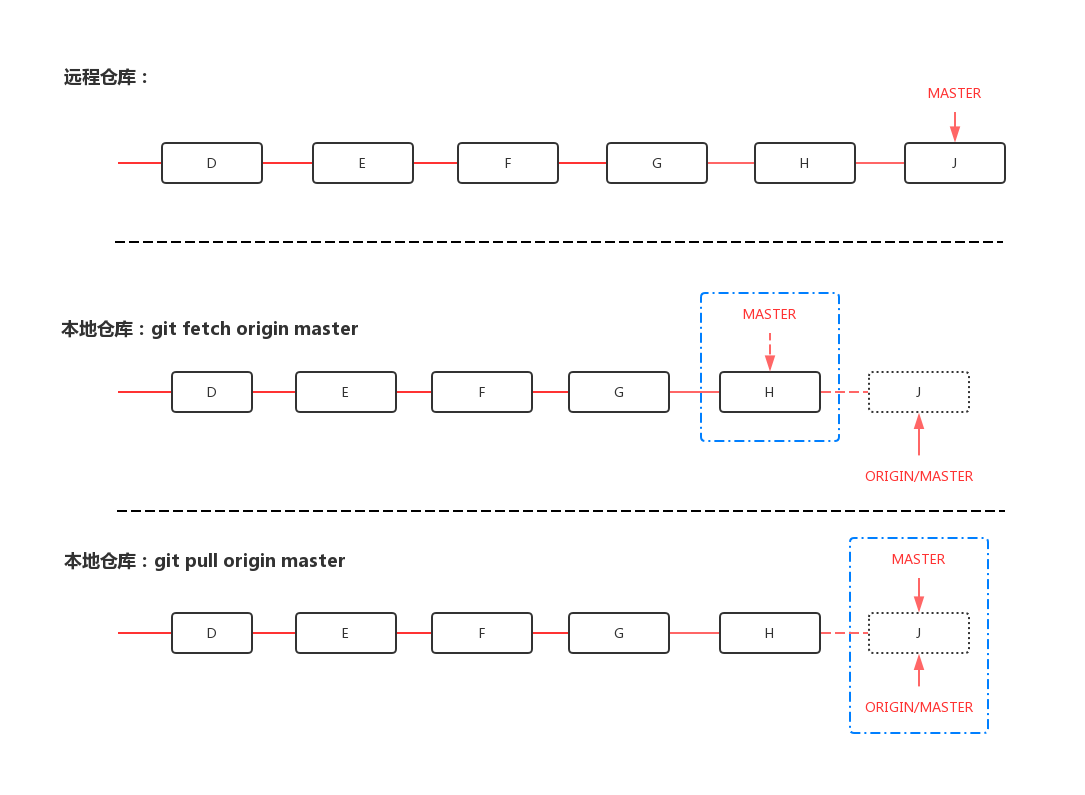 远程仓库：
MASTER
D E F G H J
本地仓库：git fetch origin master
MASTER
D E F G H J
ORIGIN/MASTER
本地仓库：git pull origin master
MASTER
D E F G H J
ORIGIN/MASTER